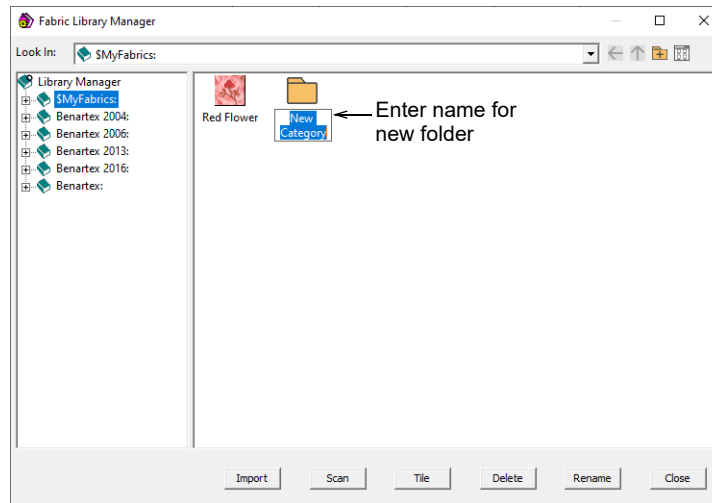 Fabric Library Manager
Look In:
$MyFabrics:
Library Manager
$MyFabrics:
Benartex 2004:
Benartex 2006:
Benartex 2013:
Benartex 2016:
Benartex:
Red Flower
New
Category
Enter name for
new folder
Import
Scan
Tile
Delete
Rename
Close